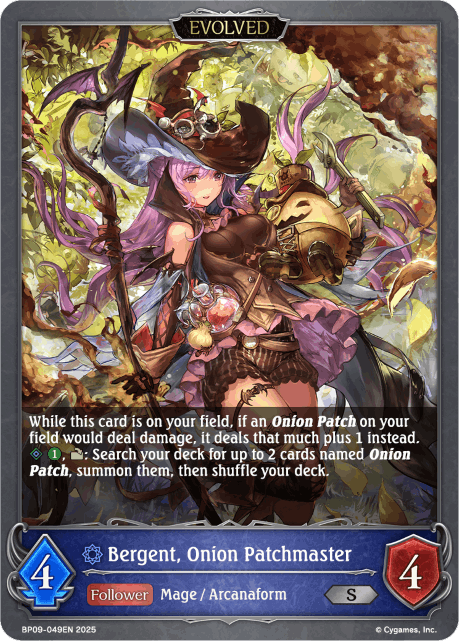 EVOLVED
While this card is on your field, if an Onion Patch on your
field would deal damage, it deals that much plus 1 instead.
1, : Search your deck for up to 2 cards named Onion
Patch, summon them, then shuffle your deck.
Bergent, Onion Patchmaster
4
Follower
Mage / Arcanaform
S
4
BP09-049EN 2025
© Cygames, Inc.